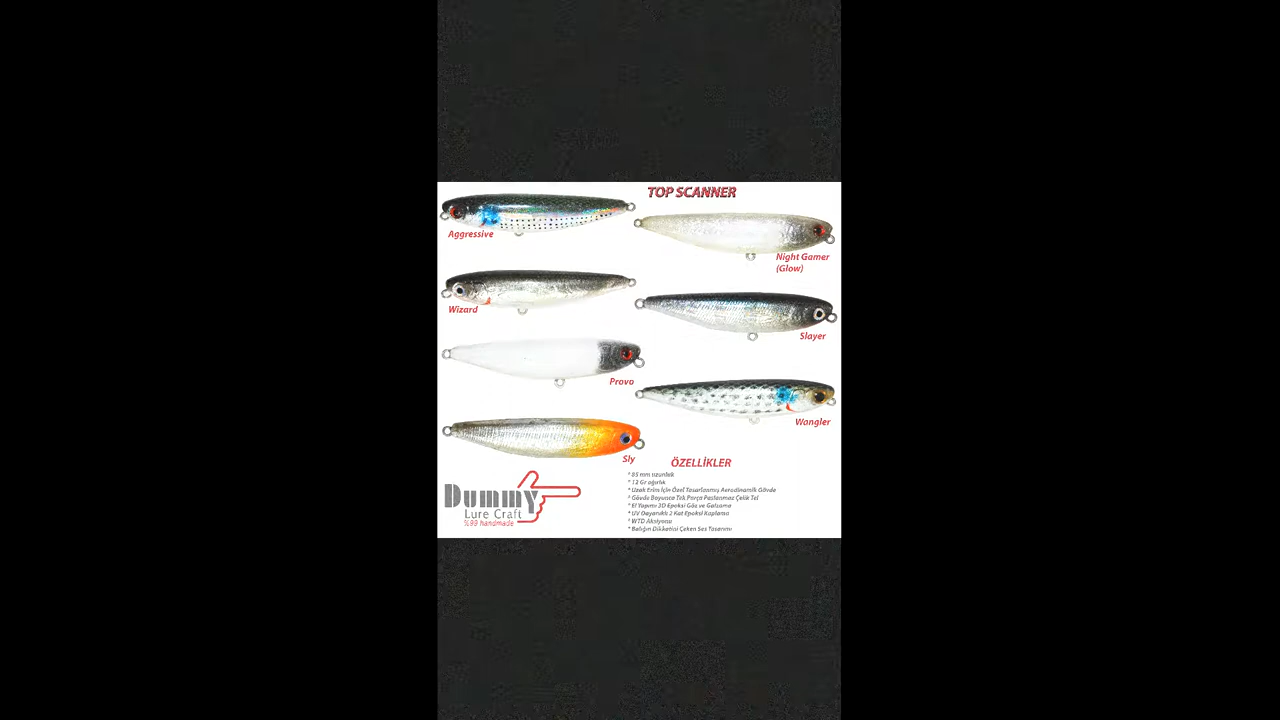 TOP SCANNER
Aggressive
Night Gamer
(Glow)
Wizard
Slayer
Provo
Wangler
Sly
ÖZELLİKLER
* 85 mm uzunluk
* 12 Gr ağırlık
* Uzak Erim İçin Özel Tasarlanmış Aerodinamik Gövde
* Gövde Boyunca Tek Parça Paslanmaz Çelik Tel
* El Yapımı 3D Epoksi Göz ve Galsama
* UV Dayanıklı 2 Kat Epoksi Kaplama
* WTD Aksiyonu
* Balığın Dikkatini Çeken Ses Tasarımı
Dummy
Lure Craft
%99 handmade